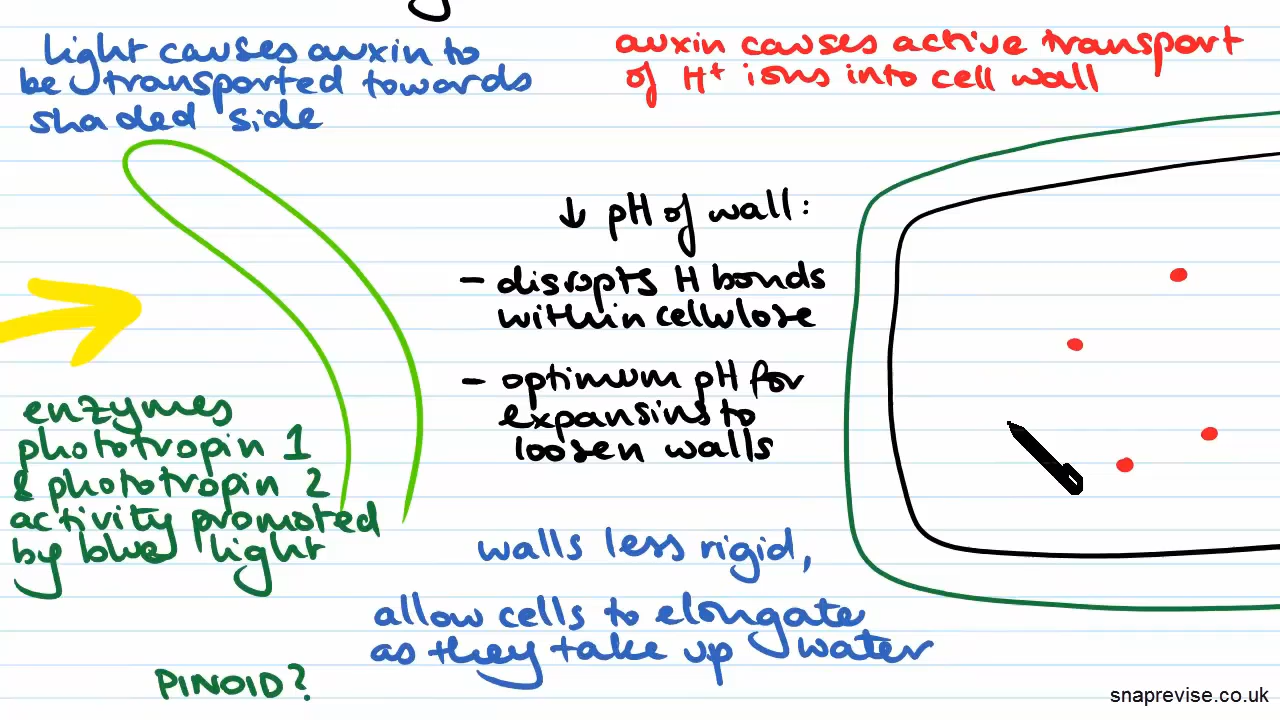 light causes auxin to
be transported towards
shaded side
auxin causes active transport
of H+ ions into cell wall
↓ pH of wall:
- disrupts H bonds
within cellulose
- optimum pH for
expansins to
loosen walls
enzymes
phototropin 1
& phototropin 2
activity promoted
by blue light
walls less rigid,
allow cells to elongate
as they take up water
PINOID?
snaprevise.co.uk